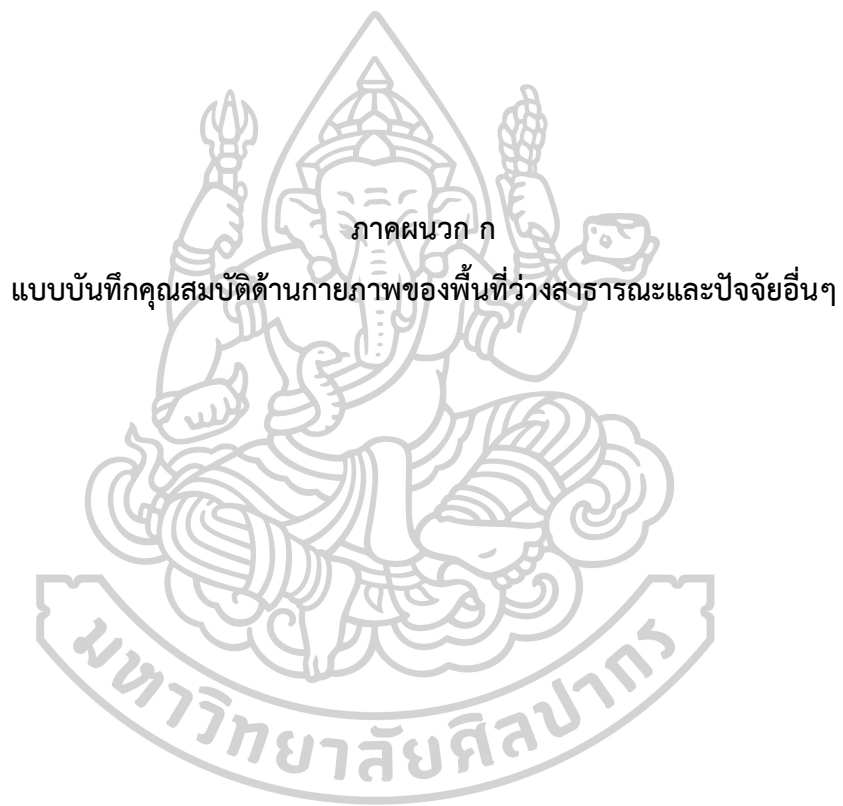 ภาคผนวก ก
แบบบันทึกคุณสมบัติด้านกายภาพของพื้นที่ว่างสาธารณะและปัจจัยอื่นๆ
มหาวิทยาลัยศิลปากร